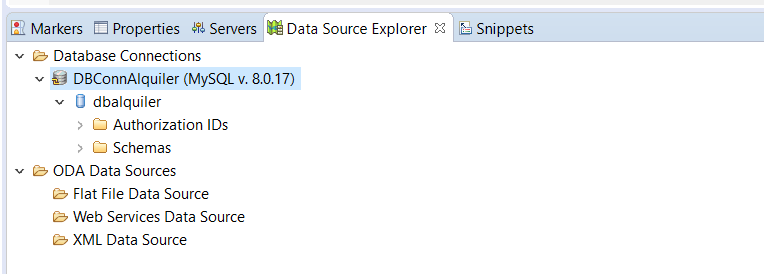 Markers Properties Servers Data Source Explorer Snippets
Database Connections
DBConnAlquiler (MySQL v. 8.0.17)
dbalquiler
Authorization IDs
Schemas
ODA Data Sources
Flat File Data Source
Web Services Data Source
XML Data Source